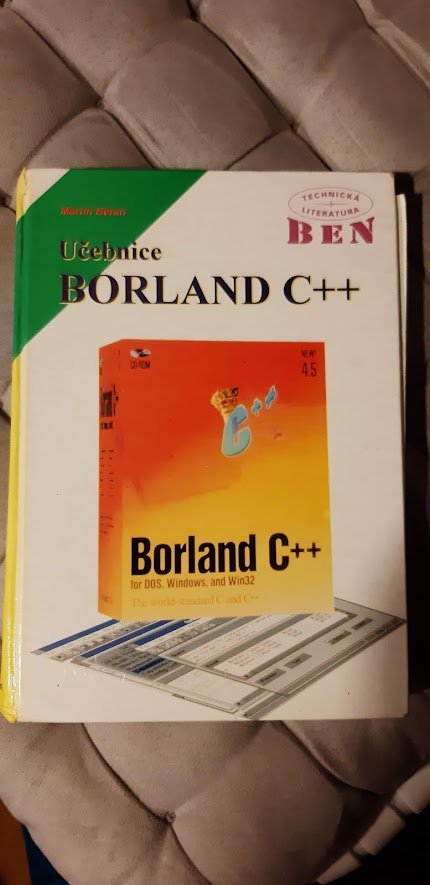 Martin Beran
TECHNICKÁ
LITERATURA
BEN
Učebnice
BORLAND C++
CD-ROM
NEW!
4.5
C++
Borland C++
for DOS, Windows, and Win32
The world-standard C and C++